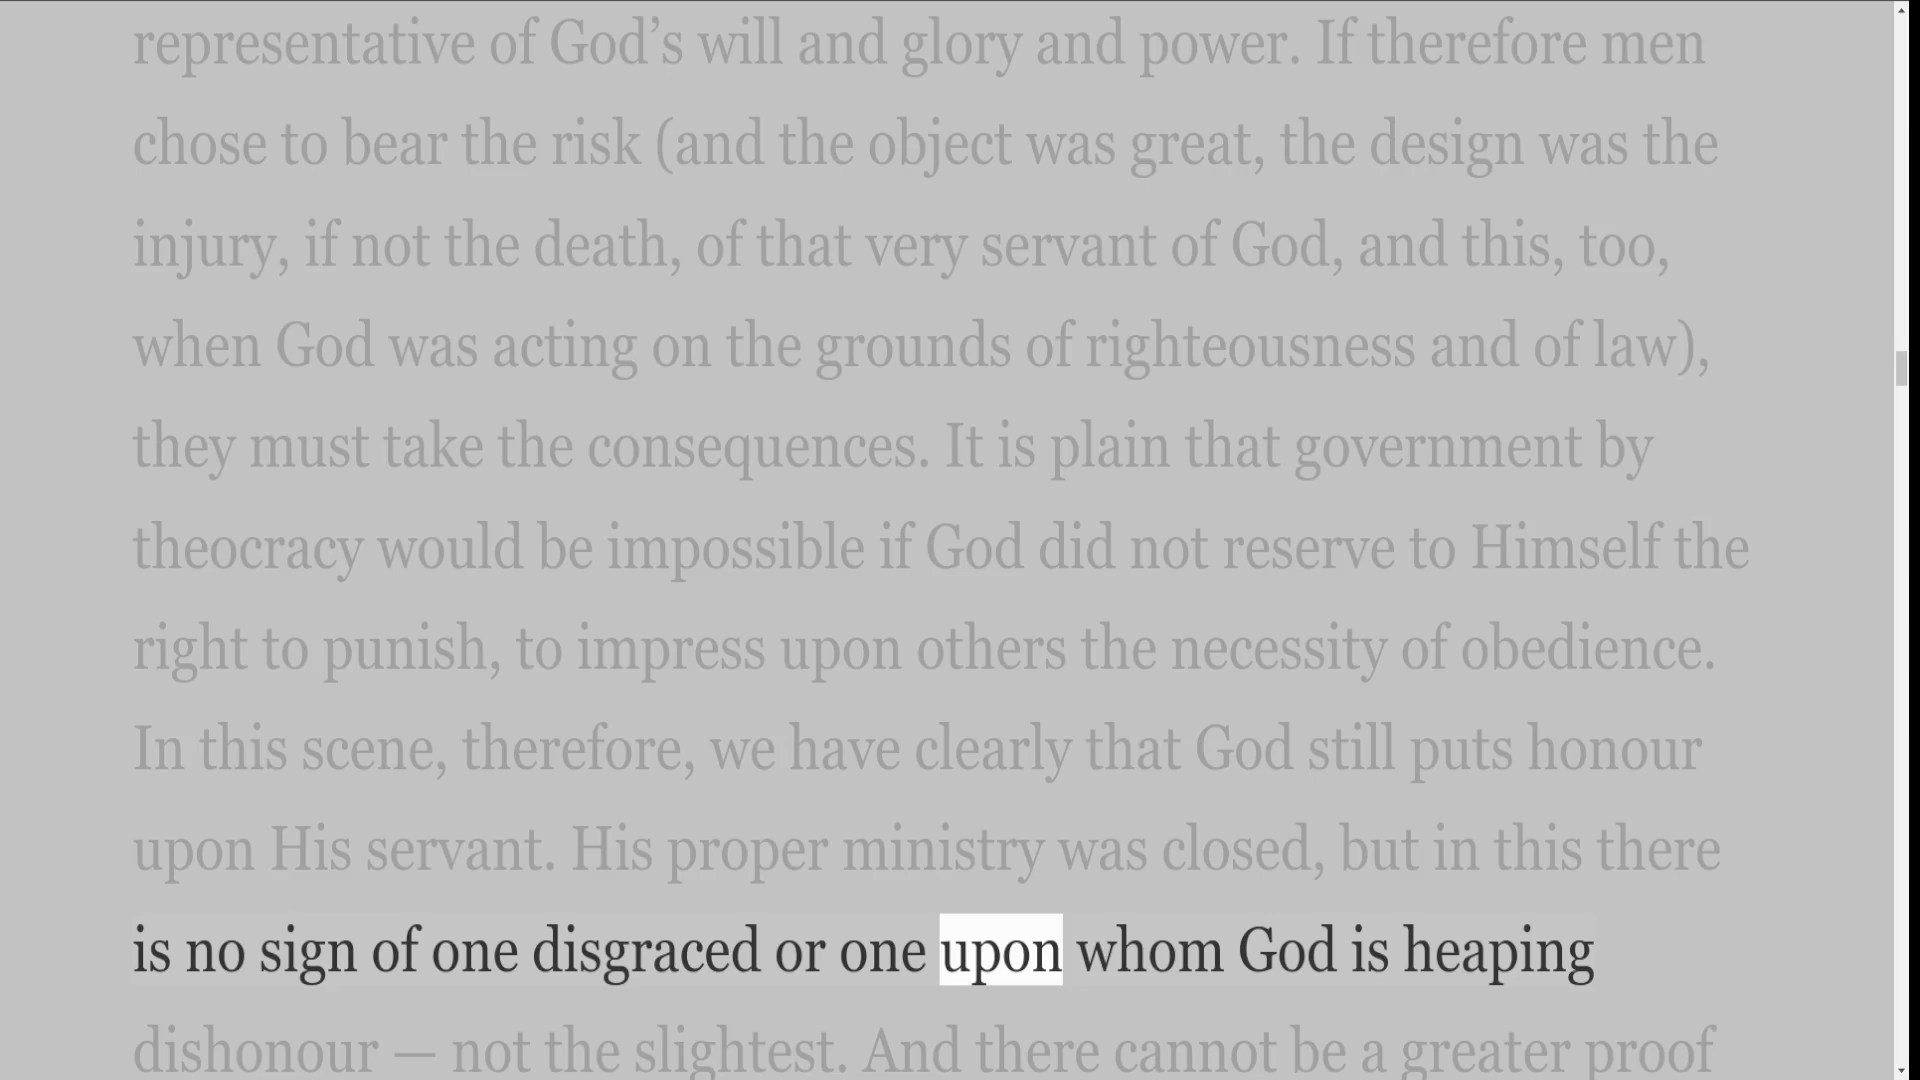 representative of God’s will and glory and power. If therefore men
chose to bear the risk (and the object was great, the design was the
injury, if not the death, of that very servant of God, and this, too,
when God was acting on the grounds of righteousness and of law),
they must take the consequences. It is plain that government by
theocracy would be impossible if God did not reserve to Himself the
right to punish, to impress upon others the necessity of obedience.
In this scene, therefore, we have clearly that God still puts honour
upon His servant. His proper ministry was closed, but in this there
is no sign of one disgraced or one upon whom God is heaping
dishonour — not the slightest. And there cannot be a greater proof